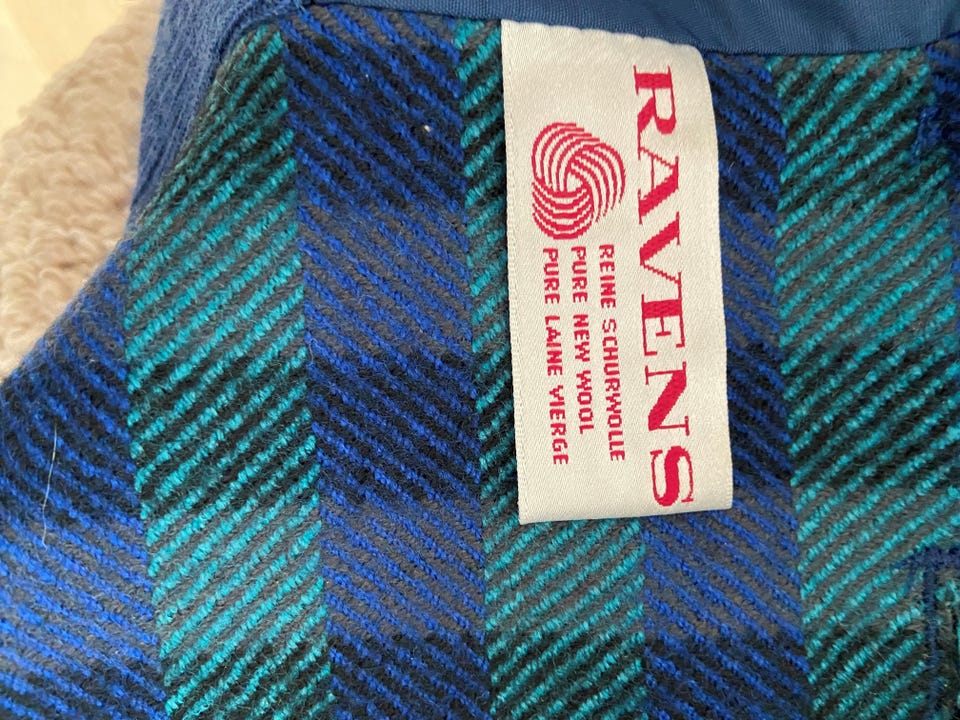 RAVENS
REINE SCHURWOLLE
PURE NEW WOOL
PURE LAINE VIERGE